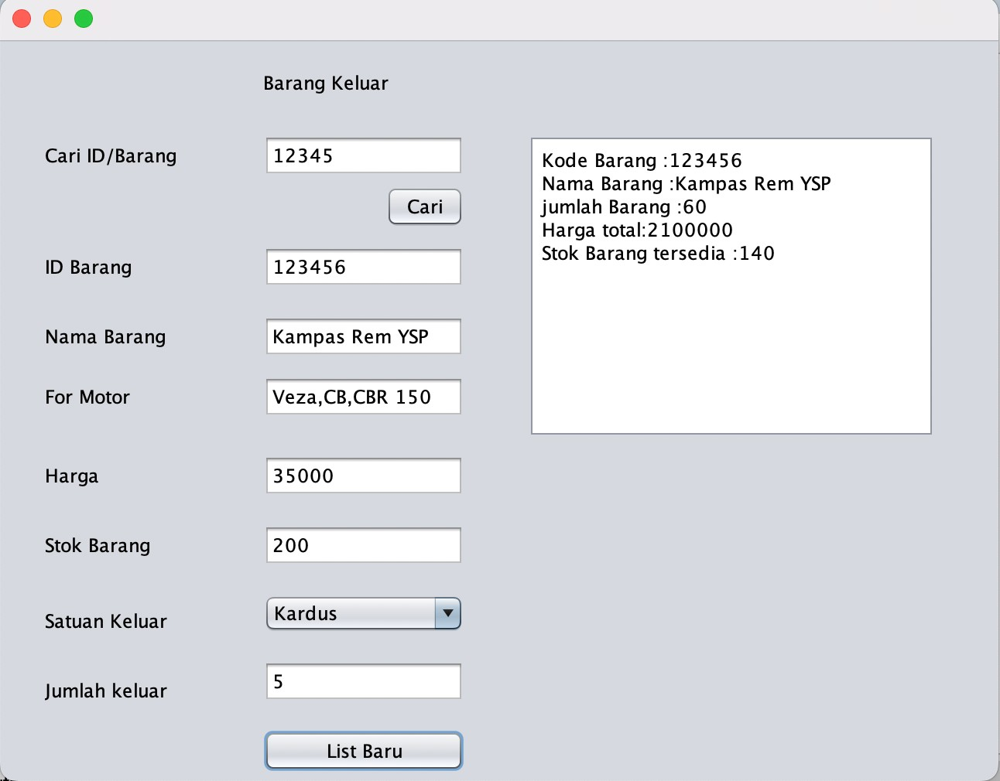 Barang Keluar
Cari ID/Barang
12345
Cari
ID Barang
123456
Nama Barang
Kampas Rem YSP
For Motor
Veza,CB,CBR 150
Harga
35000
Stok Barang
200
Satuan Keluar
Kardus
Jumlah keluar
5
List Baru
Kode Barang :123456
Nama Barang :Kampas Rem YSP
jumlah Barang :60
Harga total:2100000
Stok Barang tersedia :140